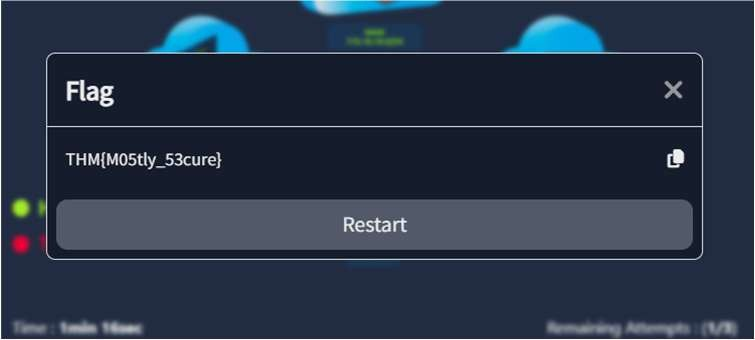 Flag
THM{M05tly_53cure}
Restart
Time : 1min 16sec
Remaining Attempts : (1/3)